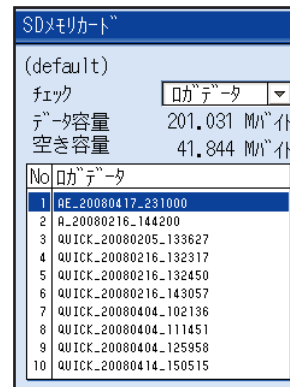 SDﾒﾓﾘｶｰﾄﾞ
(default)
ﾁｪｯｸ ﾛｶﾞﾃﾞｰﾀ
ﾃﾞｰﾀ容量 201.031 Mﾊﾞｲﾄ
空き容量 41.844 Mﾊﾞｲﾄ
No ﾛｶﾞﾃﾞｰﾀ
1 AE_20080417_231000
2 A_20080216_144200
3 QUICK_20080205_133627
4 QUICK_20080216_132317
5 QUICK_20080216_132450
6 QUICK_20080216_143057
7 QUICK_20080404_102136
8 QUICK_20080404_111451
9 QUICK_20080404_125958
10 QUICK_20080414_150515